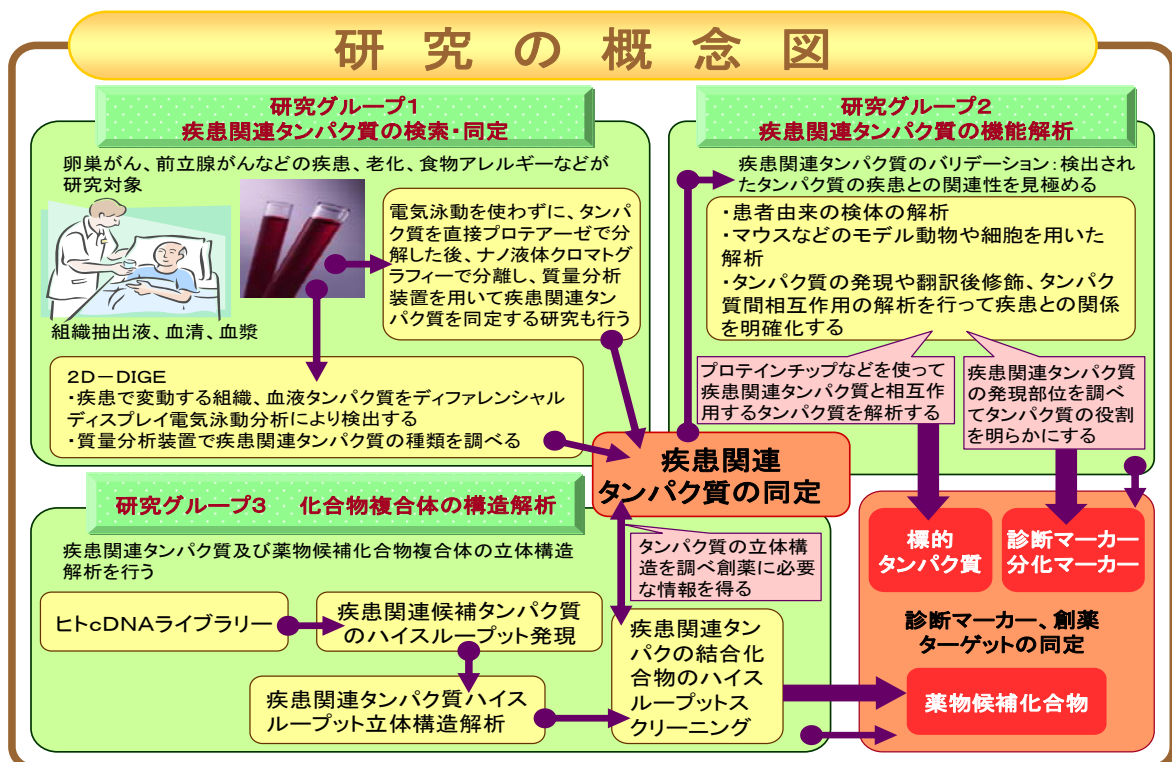 研究の概念図
研究グループ1
疾患関連タンパク質の検索・同定
卵巣がん、前立腺がんなどの疾患、老化、食物アレルギーなどが
研究対象
組織抽出液、血清、血漿
電気泳動を使わずに、タンパ
ク質を直接プロテアーゼで分
解した後、ナノ液体クロマトグ
ラフィーで分離し、質量分析
装置を用いて疾患関連タン
パク質を同定する研究も行う
2D－DIGE
・疾患で変動する組織、血液タンパク質をディファレンシャル
ディスプレイ電気泳動分析により検出する
・質量分析装置で疾患関連タンパク質の種類を調べる
研究グループ2
疾患関連タンパク質の機能解析
疾患関連タンパク質のバリデーション：検出され
たタンパク質の疾患との関連性を見極める
・患者由来の検体の解析
・マウスなどのモデル動物や細胞を用いた
解析
・タンパク質の発現や翻訳後修飾、タンパク
質間相互作用の解析を行って疾患との関係
を明確化する
プロテインチップなどを使って
疾患関連タンパク質と相互作
用するタンパク質を解析する
疾患関連タンパク質
の発現部位を調べ
てタンパク質の役割
を明らかにする
疾患関連
タンパク質の同定
研究グループ3　化合物複合体の構造解析
疾患関連タンパク質及び薬物候補化合物複合体の立体構造
解析を行う
タンパク質の立体構
造を調べ創薬に必要
な情報を得る
ヒトcDNAライブラリー
疾患関連候補タンパク質
のハイスループット発現
疾患関連タンパク質ハイス
ループット立体構造解析
疾患関連タン
パクの結合化
合物のハイス
ループットス
クリーニング
標的
タンパク質
診断マーカー
分化マーカー
診断マーカー、創薬
ターゲットの同定
薬物候補化合物